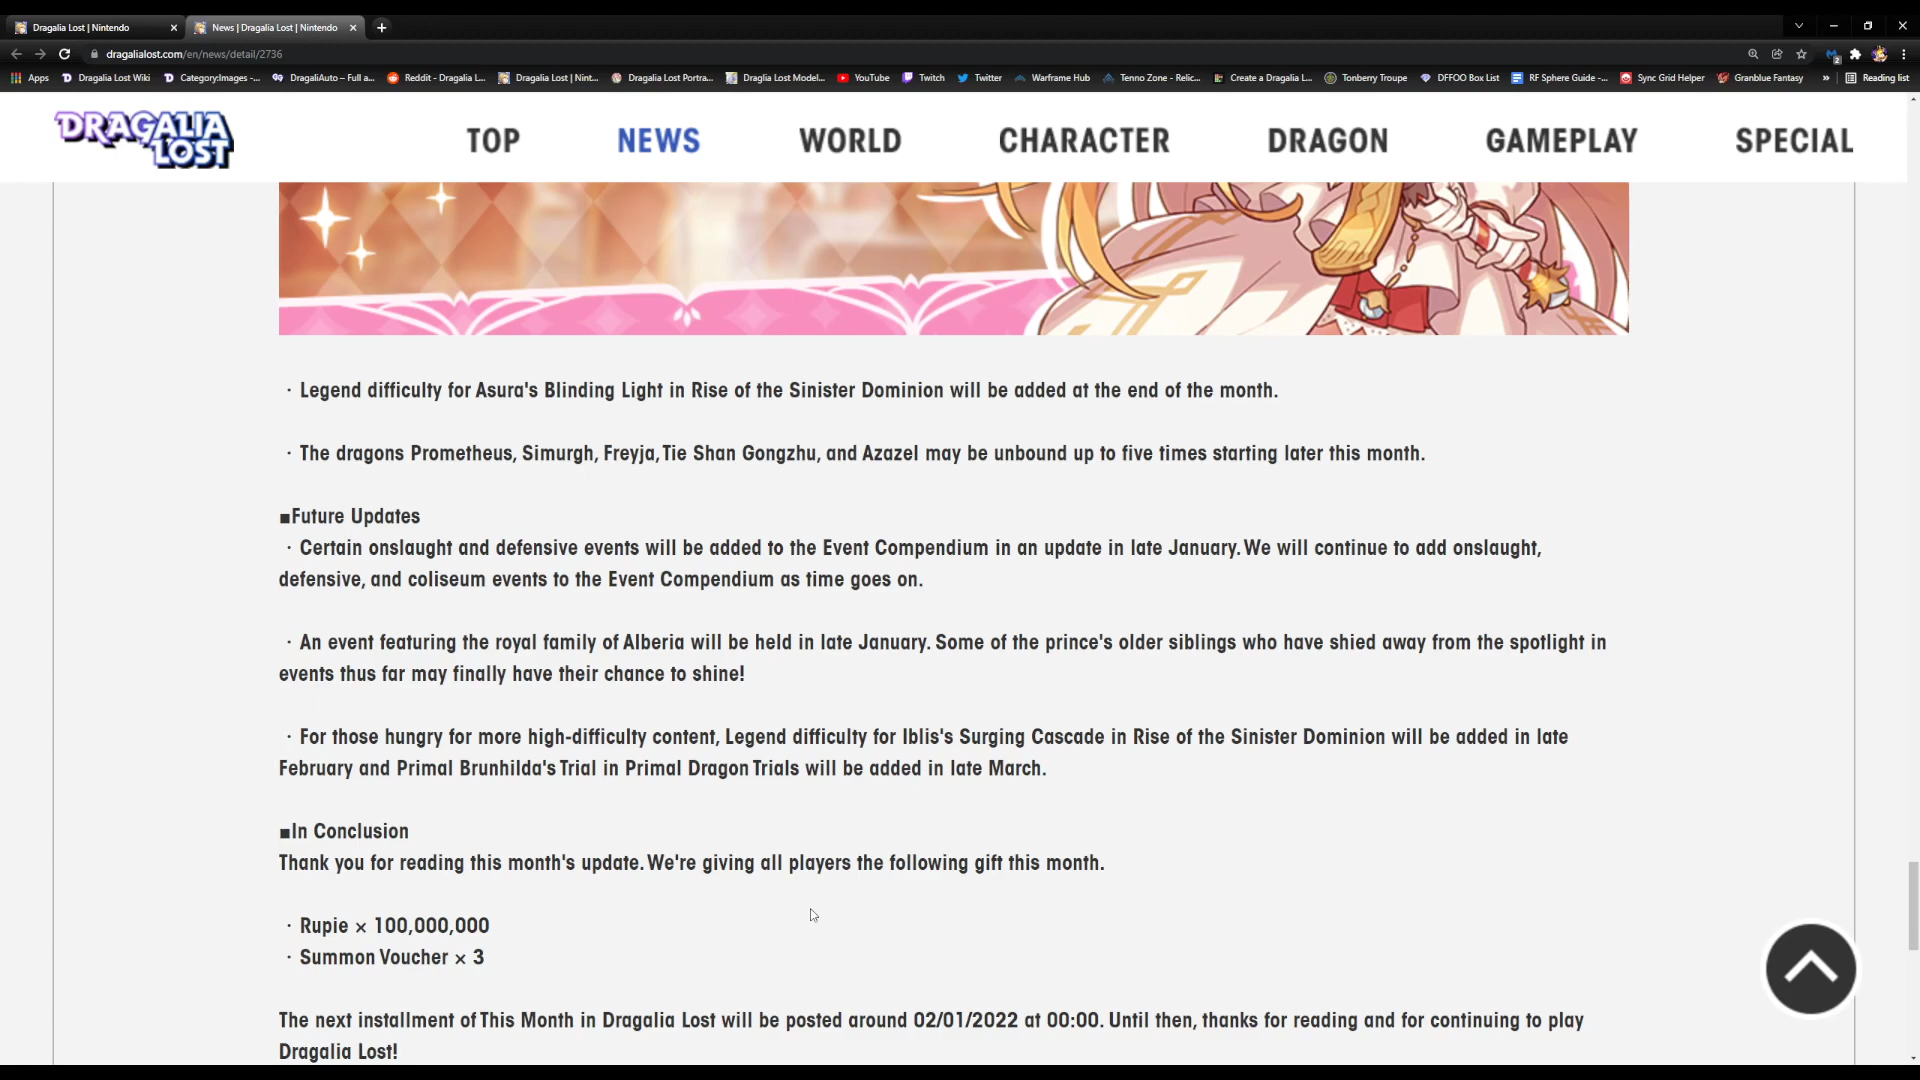 Dragalia Lost | Nintendo
News | Dragalia Lost | Nintendo
dragalialost.com/en/news/detail/2736
Apps Dragalia Lost Wiki Category:Images -... DragaliAuto – Full a... Reddit - Dragalia L... Dragalia Lost | Nint... Dragalia Lost Portra... Draglia Lost Model... YouTube Twitch Twitter Warframe Hub Tenno Zone - Relic... Create a Dragalia L... Tonberry Troupe DFFOO Box List RF Sphere Guide -... Sync Grid Helper Granblue Fantasy » Reading list
DRAGALIA LOST TOP NEWS WORLD CHARACTER DRAGON GAMEPLAY SPECIAL
・Legend difficulty for Asura's Blinding Light in Rise of the Sinister Dominion will be added at the end of the month.
・The dragons Prometheus, Simurgh, Freyja, Tie Shan Gongzhu, and Azazel may be unbound up to five times starting later this month.
■Future Updates
・Certain onslaught and defensive events will be added to the Event Compendium in an update in late January. We will continue to add onslaught,
defensive, and coliseum events to the Event Compendium as time goes on.
・An event featuring the royal family of Alberia will be held in late January. Some of the prince's older siblings who have shied away from the spotlight in
events thus far may finally have their chance to shine!
・For those hungry for more high-difficulty content, Legend difficulty for Iblis's Surging Cascade in Rise of the Sinister Dominion will be added in late
February and Primal Brunhilda's Trial in Primal Dragon Trials will be added in late March.
■In Conclusion
Thank you for reading this month's update. We're giving all players the following gift this month.
・Rupie × 100,000,000
・Summon Voucher × 3
The next installment of This Month in Dragalia Lost will be posted around 02/01/2022 at 00:00. Until then, thanks for reading and for continuing to play
Dragalia Lost!